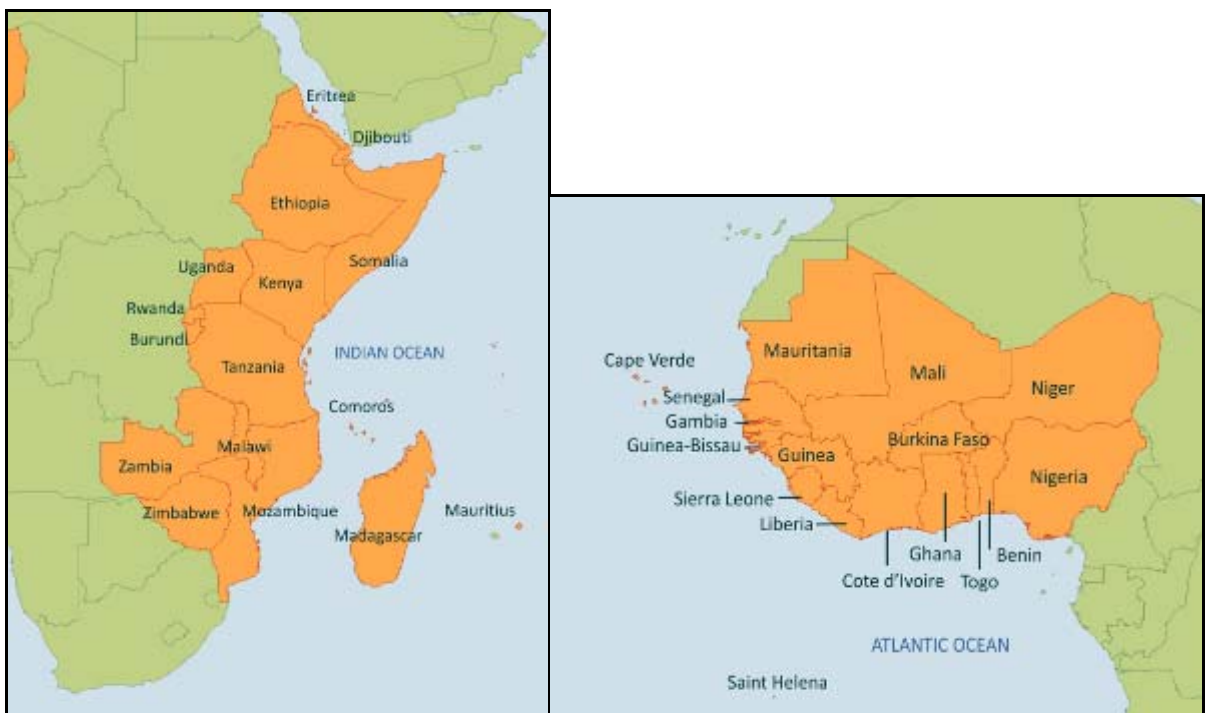 Eritrea
Djibouti
Ethiopia
Somalia
Uganda
Kenya
Rwanda
Burundi
INDIAN OCEAN
Tanzania
Comoros
Malawi
Zambia
Zimbabwe
Mozambique
Mauritius
Madagascar
Mauritania
Cape Verde
Mali
Niger
Senegal
Gambia
Burkina Faso
Guinea-Bissau
Guinea
Nigeria
Sierra Leone
Liberia
Ghana
Benin
Cote d'Ivoire
Togo
ATLANTIC OCEAN
Saint Helena